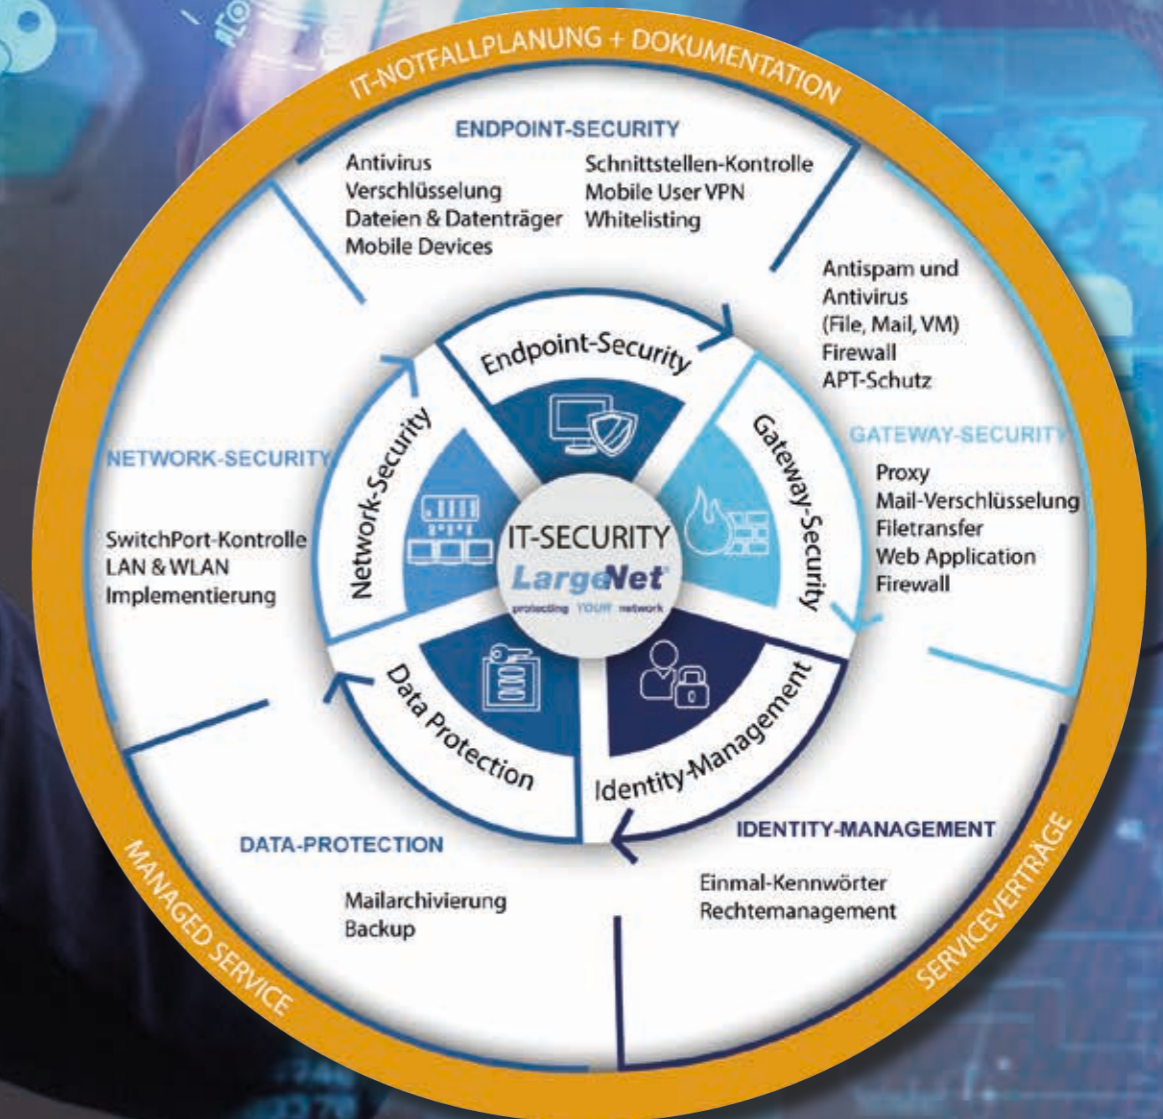 IT-NOTFALLPLANUNG + DOKUMENTATION
ENDPOINT-SECURITY
Antivirus
Verschlüsselung
Dateien & Datenträger
Mobile Devices
Schnittstellen-Kontrolle
Mobile User VPN
Whitelisting
Antispam und
Antivirus
(File, Mail, VM)
Firewall
APT-Schutz
GATEWAY-SECURITY
Proxy
Mail-Verschlüsselung
Filetransfer
Web Application
Firewall
NETWORK-SECURITY
SwitchPort-Kontrolle
LAN & WLAN
Implementierung
Endpoint-Security
Gateway-Security
Identity-Management
Data Protection
Network-Security
IT-SECURITY
LargeNet
protecting YOUR network
DATA-PROTECTION
Mailarchivierung
Backup
IDENTITY-MANAGEMENT
Einmal-Kennwörter
Rechtemanagement
MANAGED SERVICE
SERVICEVERTRÄGE